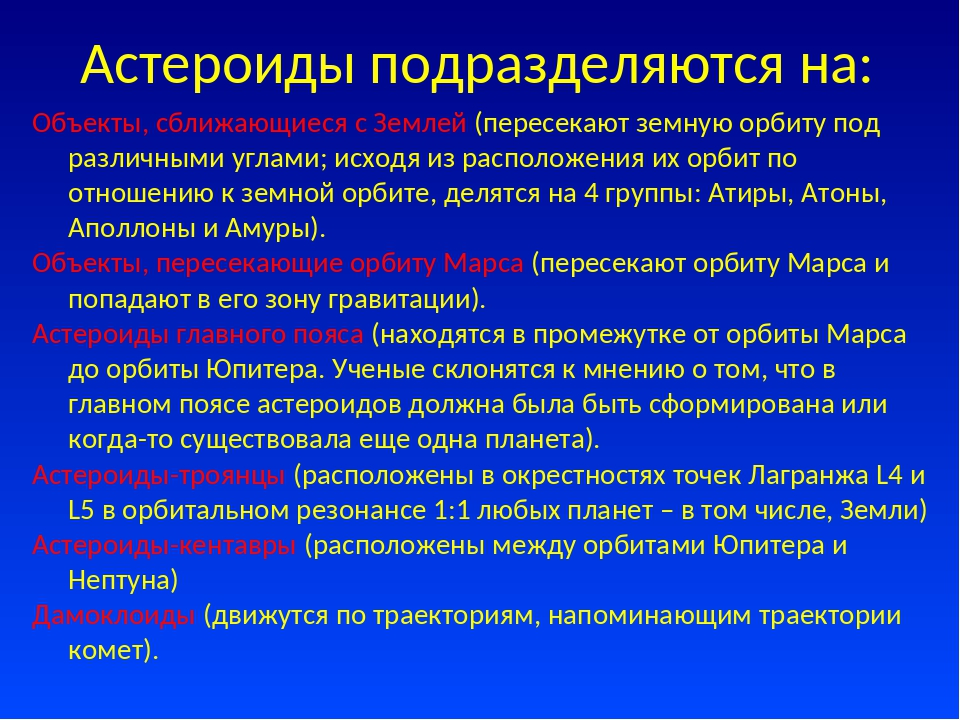 Астероиды подразделяются на:
Объекты, сближающиеся с Землей (пересекают земную орбиту под
различными углами; исходя из расположения их орбит по
отношению к земной орбите, делятся на 4 группы: Атиры, Атоны,
Аполлоны и Амуры).
Объекты, пересекающие орбиту Марса (пересекают орбиту Марса и
попадают в его зону гравитации).
Астероиды главного пояса (находятся в промежутке от орбиты Марса
до орбиты Юпитера. Ученые склонятся к мнению о том, что в
главном поясе астероидов должна была быть сформирована или
когда-то существовала еще одна планета).
Астероиды-троянцы (расположены в окрестностях точек Лагранжа L4 и
L5 в орбитальном резонансе 1:1 любых планет – в том числе, Земли)
Астероиды-кентавры (расположены между орбитами Юпитера и
Нептуна)
Дамоклоиды (движутся по траекториям, напоминающим траектории
комет).